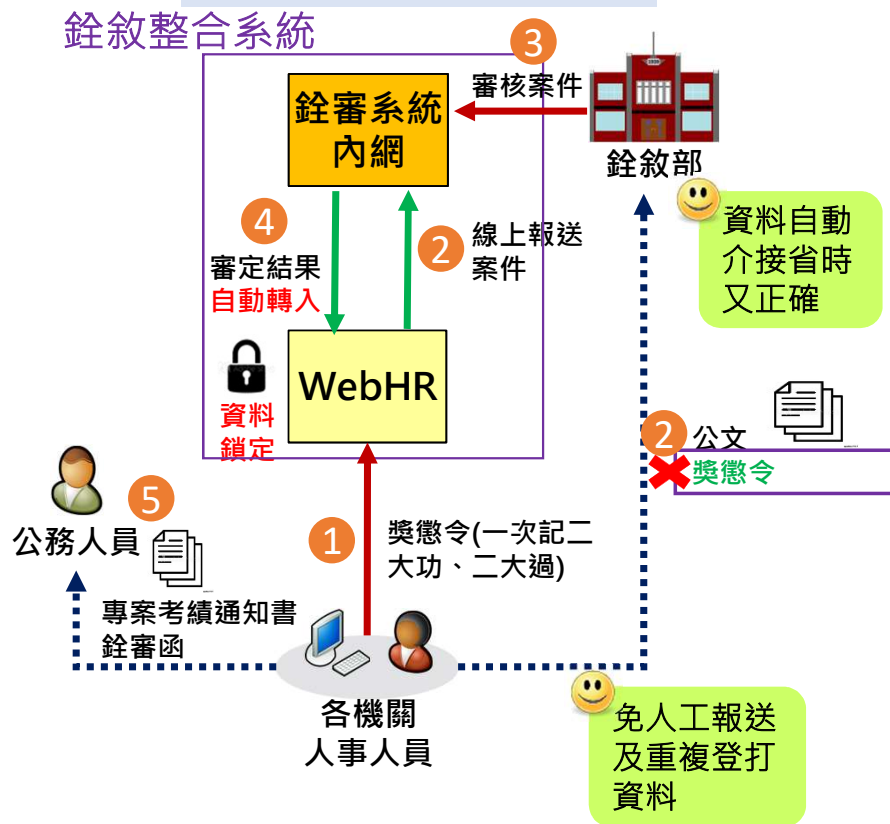 銓敘整合系統
3
審核案件
銓審系統
內網
銓敘部
4
審定結果
自動轉入
2
線上報送
案件
資料自動
介接省時
又正確
WebHR
資料
鎖定
2
公文
獎懲令
5
公務人員
1
獎懲令(一次記二
大功、二大過)
專案考績通知書
銓審函
各機關
人事人員
免人工報送
及重複登打
資料